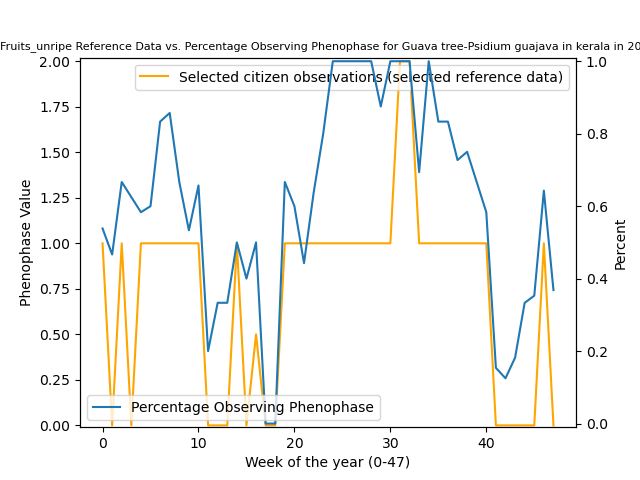 Fruits_unripe Reference Data vs. Percentage Observing Phenophase for Guava tree-Psidium guajava in kerala in 20
Selected citizen observations (selected reference data)
Percentage Observing Phenophase
Phenophase Value
2.00
1.75
1.50
1.25
1.00
0.75
0.50
0.25
0.00
1.0
0.8
0.6
0.4
0.2
0.0
Percent
0 10 20 30 40
Week of the year (0-47)